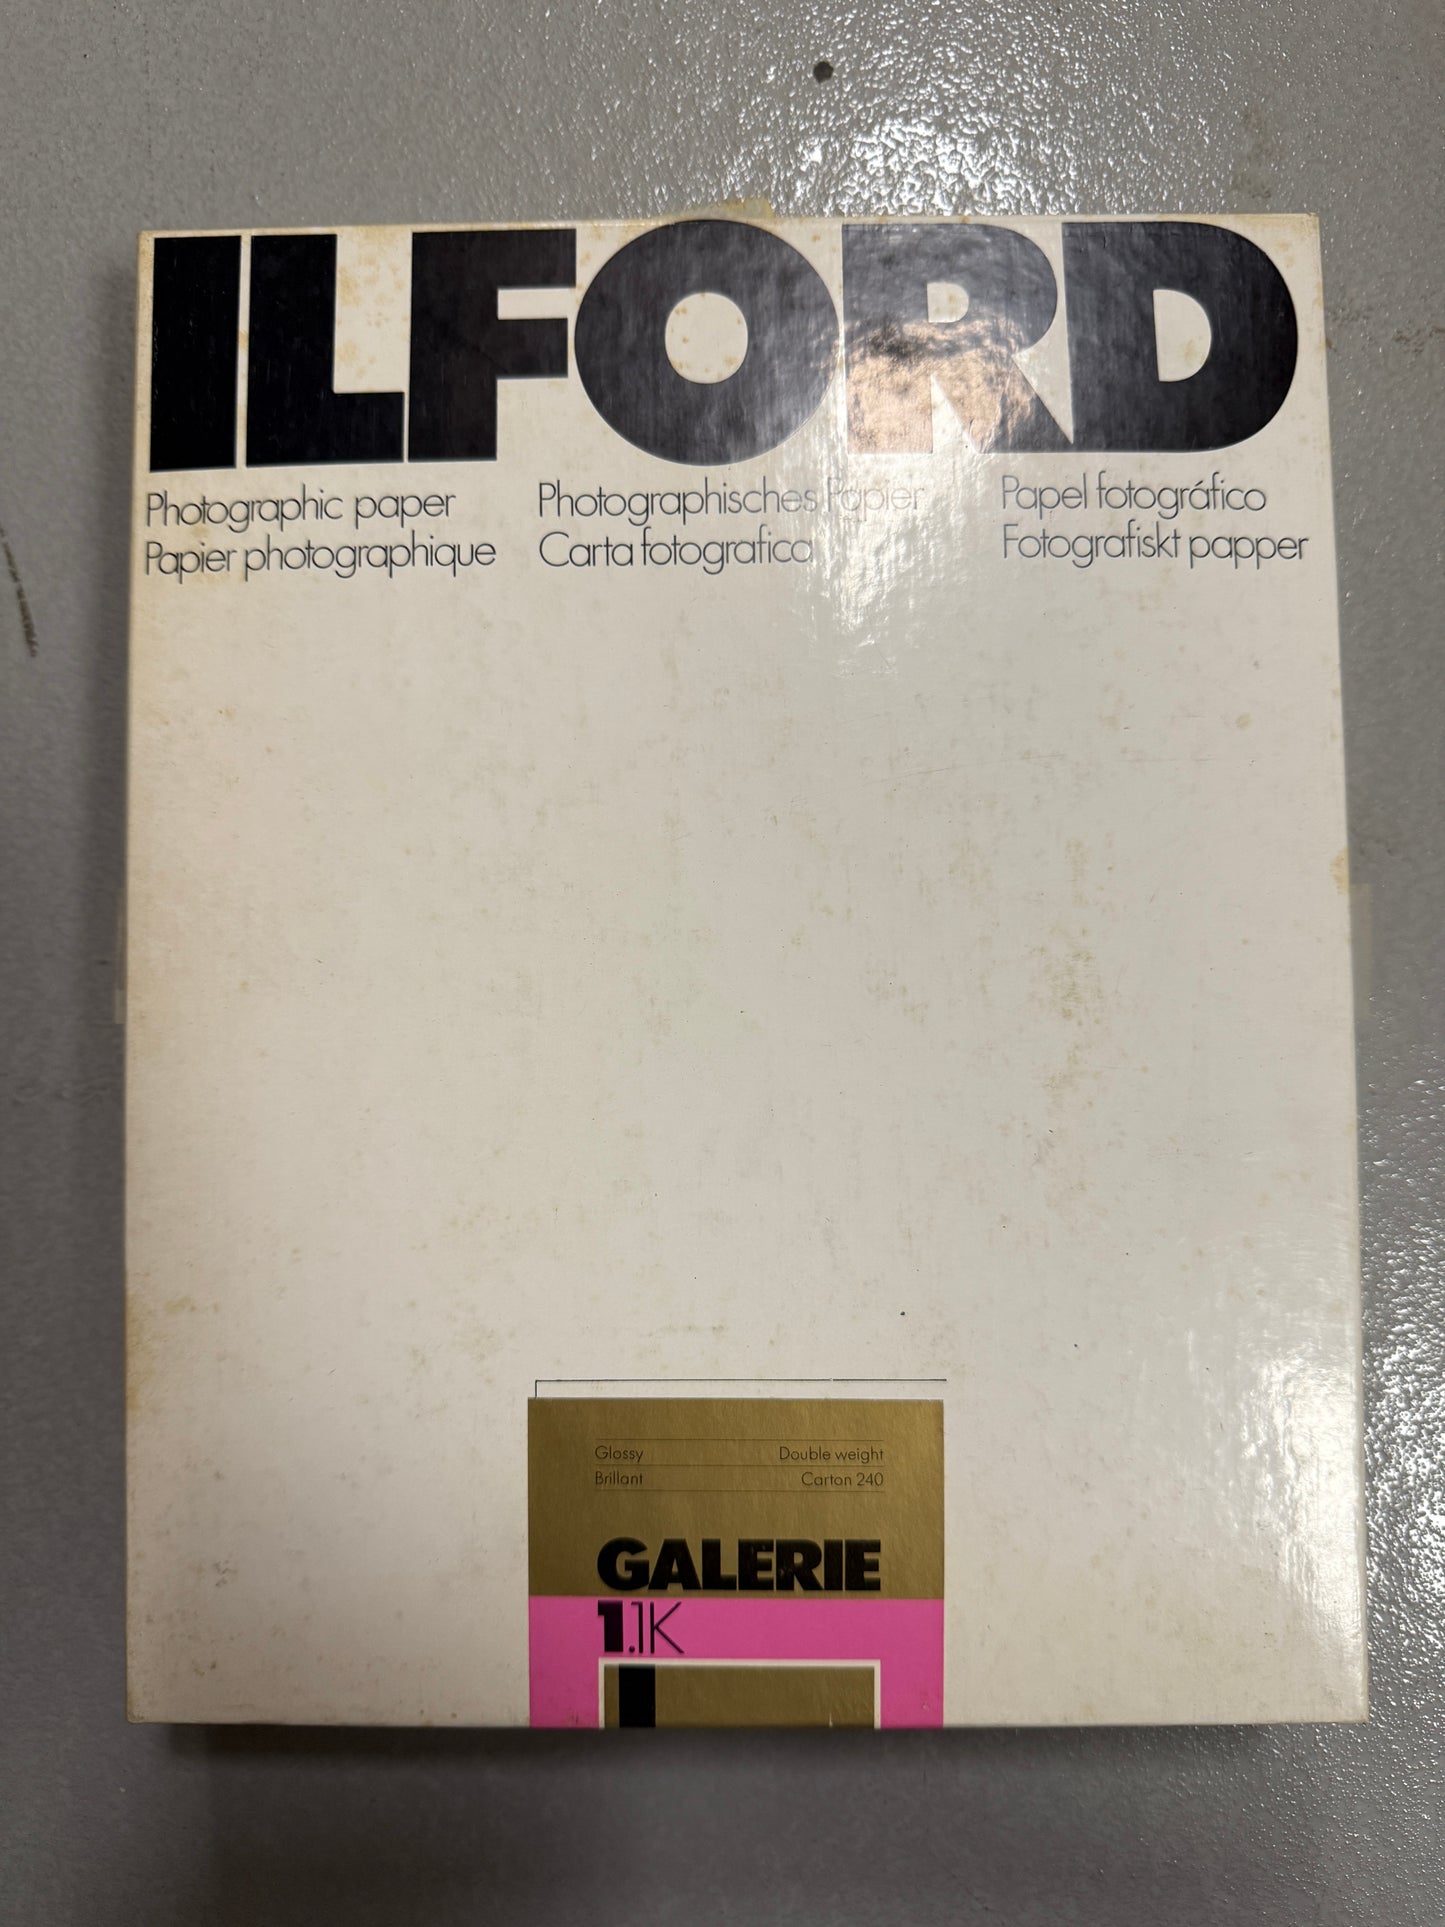 ILFORD
Photographic paper
Papier photographique
Photographisches Papier
Carta fotografica
Papel fotográfico
Fotografiskt papper
Glossy Double weight
Brillant Carton 240
GALERIE
1.1K